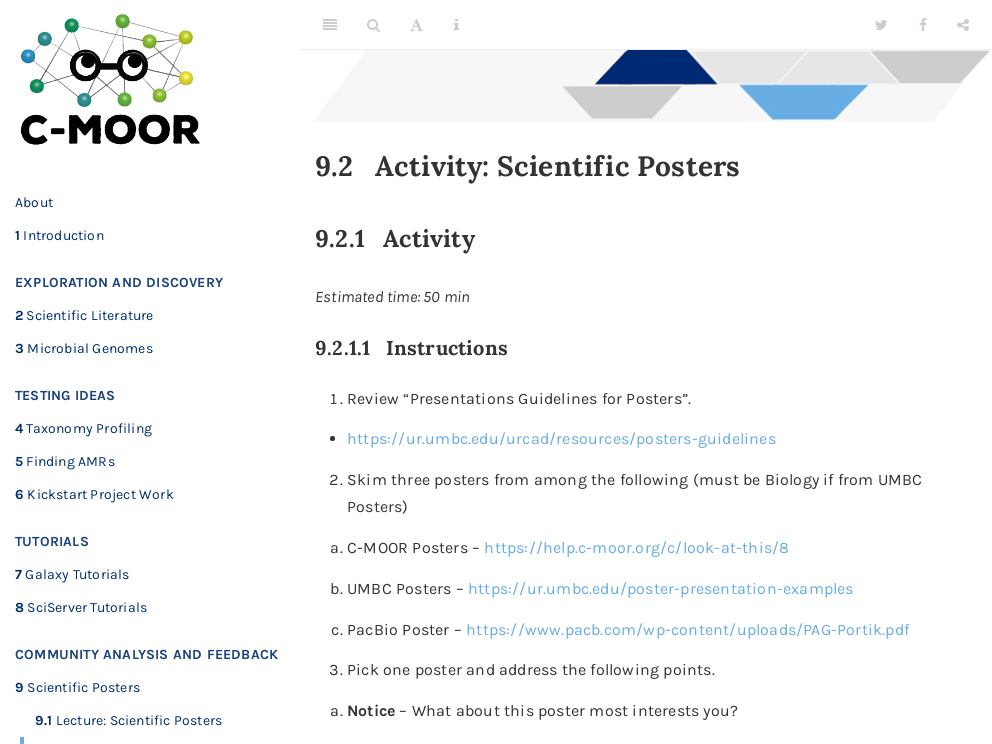 C-MOOR
About
1 Introduction
EXPLORATION AND DISCOVERY
2 Scientific Literature
3 Microbial Genomes
TESTING IDEAS
4 Taxonomy Profiling
5 Finding AMRs
6 Kickstart Project Work
TUTORIALS
7 Galaxy Tutorials
8 SciServer Tutorials
COMMUNITY ANALYSIS AND FEEDBACK
9 Scientific Posters
9.1 Lecture: Scientific Posters
9.2 Activity: Scientific Posters
9.2.1 Activity
Estimated time: 50 min
9.2.1.1 Instructions
1. Review “Presentations Guidelines for Posters”.
• https://ur.umbc.edu/urcad/resources/posters-guidelines
2. Skim three posters from among the following (must be Biology if from UMBC
Posters)
a. C-MOOR Posters – https://help.c-moor.org/c/look-at-this/8
b. UMBC Posters – https://ur.umbc.edu/poster-presentation-examples
c. PacBio Poster – https://www.pacb.com/wp-content/uploads/PAG-Portik.pdf
3. Pick one poster and address the following points.
a. Notice – What about this poster most interests you?